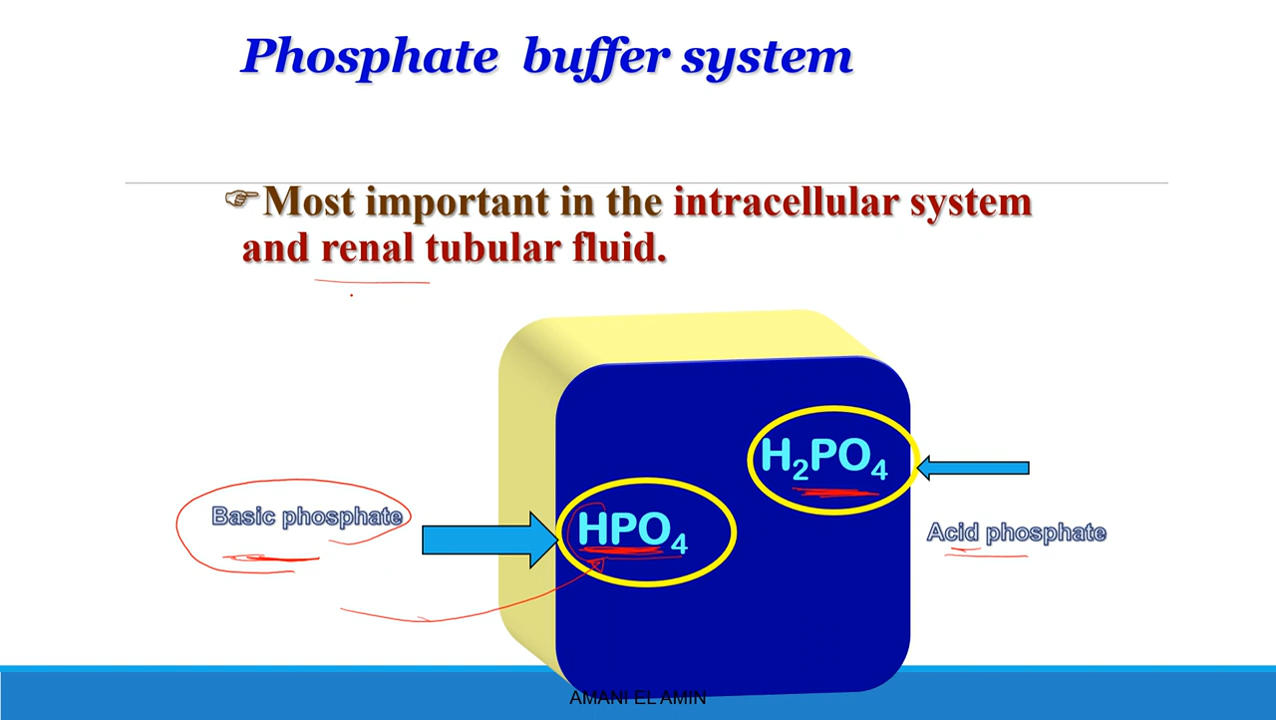 Phosphate buffer system
☞Most important in the intracellular system
and renal tubular fluid.
H₂PO₄
Basic phosphate
HPO₄
Acid phosphate
AMANI EL AMIN